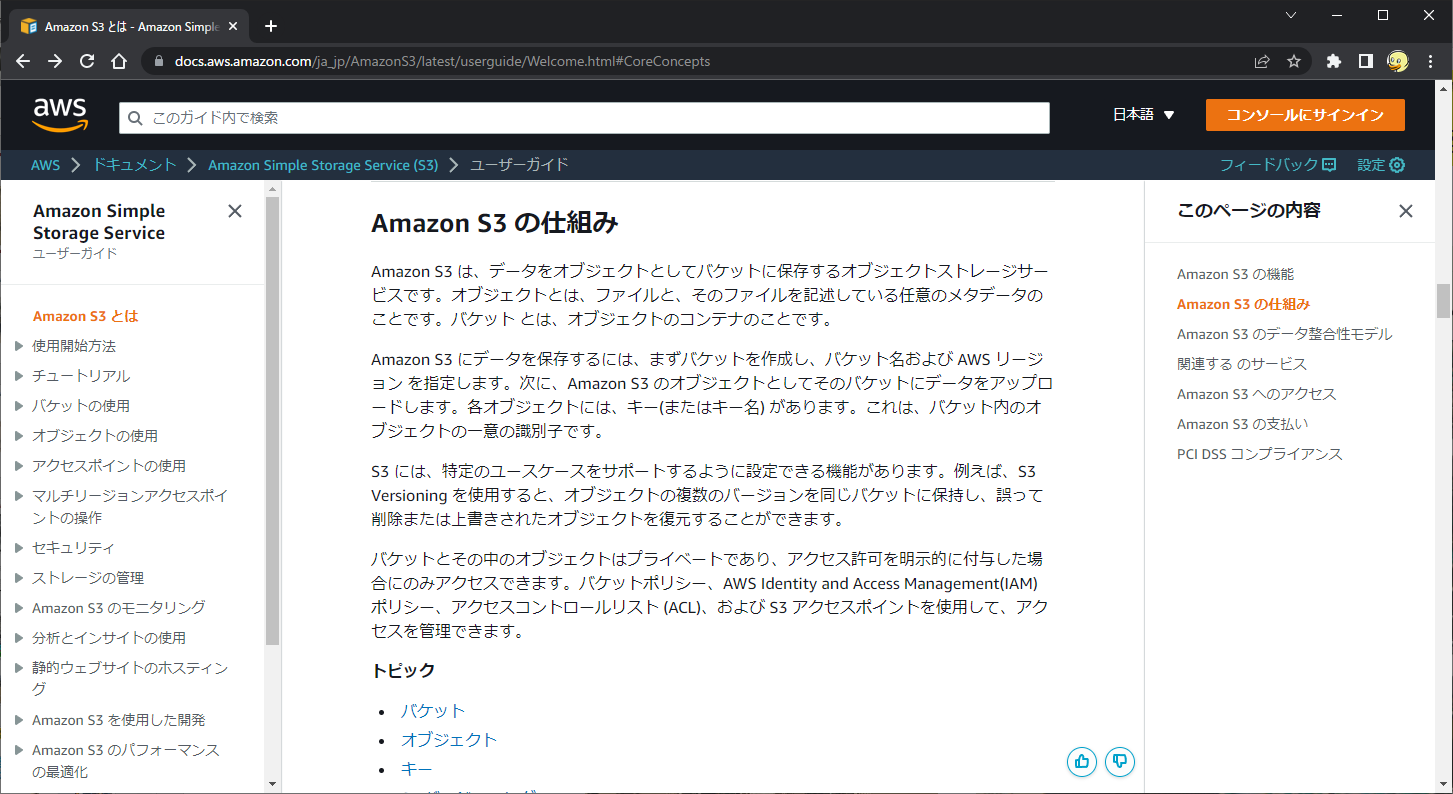 Amazon S3 とは - Amazon Simple
docs.aws.amazon.com/ja_jp/AmazonS3/latest/userguide/Welcome.html#CoreConcepts
aws
このガイド内で検索
日本語
コンソールにサインイン
AWS
ドキュメント
Amazon Simple Storage Service (S3)
ユーザーガイド
フィードバック
設定
Amazon Simple
Storage Service
ユーザーガイド
Amazon S3 とは
使用開始方法
チュートリアル
バケットの使用
オブジェクトの使用
アクセスポイントの使用
マルチリージョンアクセスポイ
ントの操作
セキュリティ
ストレージの管理
Amazon S3 のモニタリング
分析とインサイトの使用
静的ウェブサイトのホスティン
グ
Amazon S3 を使用した開発
Amazon S3 のパフォーマンス
の最適化
Amazon S3 の仕組み
Amazon S3 は、データをオブジェクトとしてバケットに保存するオブジェクトストレージサー
ビスです。オブジェクトとは、ファイルと、そのファイルを記述している任意のメタデータの
ことです。バケット とは、オブジェクトのコンテナのことです。
Amazon S3 にデータを保存するには、まずバケットを作成し、バケット名および AWS リージ
ョン を指定します。次に、Amazon S3 のオブジェクトとしてそのバケットにデータをアップロ
ードします。各オブジェクトには、キー(またはキー名) があります。これは、バケット内のオ
ブジェクトの一意の識別子です。
S3 には、特定のユースケースをサポートするように設定できる機能があります。例えば、S3
Versioning を使用すると、オブジェクトの複数のバージョンを同じバケットに保持し、誤って
削除または上書きされたオブジェクトを復元することができます。
バケットとその中のオブジェクトはプライベートであり、アクセス許可を明示的に付与した場
合にのみアクセスできます。バケットポリシー、AWS Identity and Access Management(IAM)
ポリシー、アクセスコントロールリスト (ACL)、および S3 アクセスポイントを使用して、アク
セスを管理できます。
トピック
バケット
オブジェクト
キー
このページの内容
Amazon S3 の機能
Amazon S3 の仕組み
Amazon S3 のデータ整合性モデル
関連する のサービス
Amazon S3 へのアクセス
Amazon S3 の支払い
PCI DSS コンプライアンス